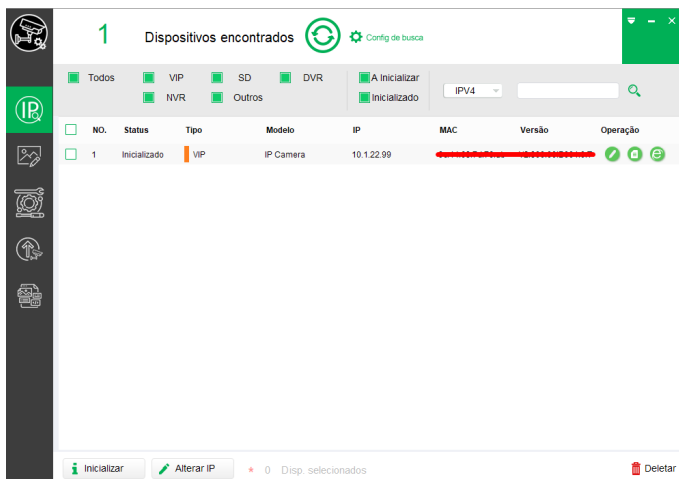 1 Dispositivos encontrados Config de busca
Todos VIP SD DVR A Inicializar
NVR Outros Inicializado
IPV4
IP
NO. Status Tipo Modelo IP MAC Versão Operação
1 Inicializado VIP IP Camera 10.1.22.99
Inicializar Alterar IP * 0 Disp. selecionados Deletar